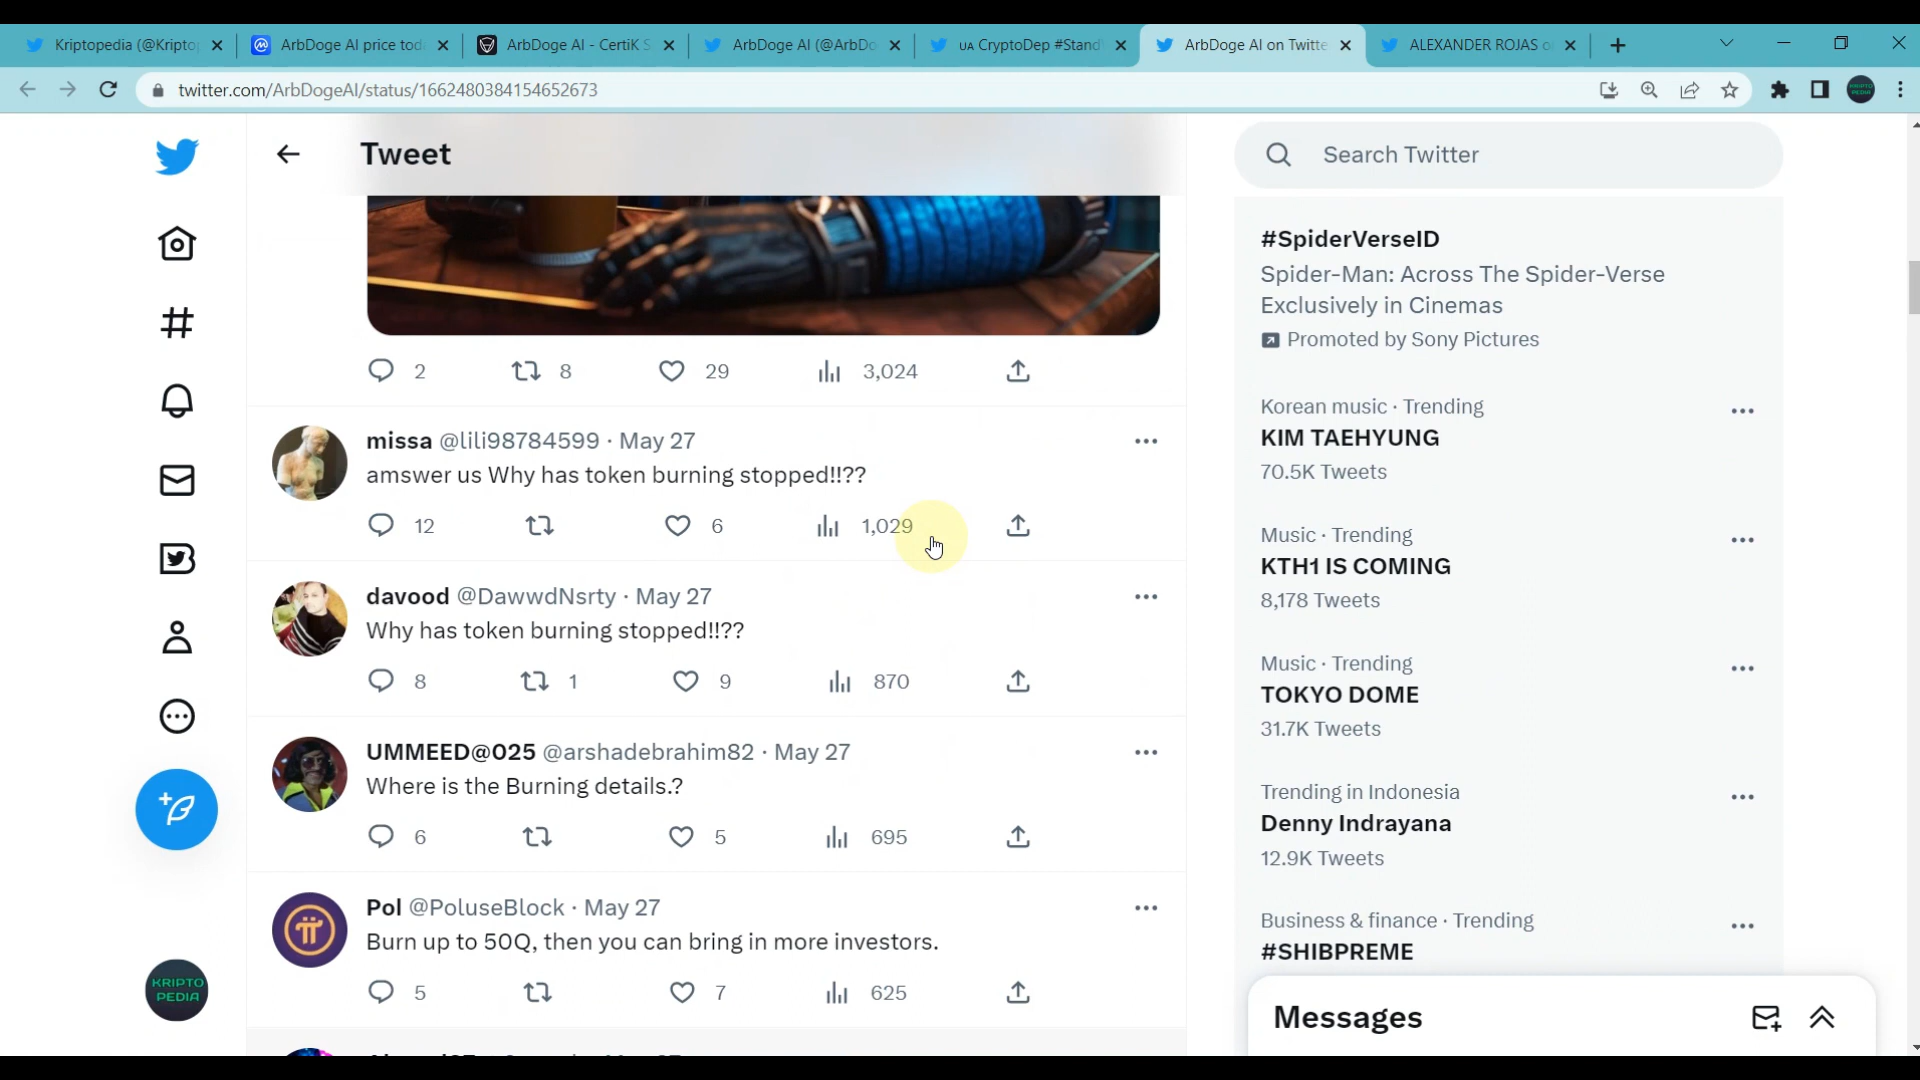 Kriptopedia (@Kripto
ArbDoge AI price tod
ArbDoge AI - CertiK S
ArbDoge AI (@ArbDo
UA CryptoDep #Stand
ArbDoge AI on Twitte
ALEXANDER ROJAS o
twitter.com/ArbDogeAI/status/1662480384154652673
Tweet
2 8 29 3,024
missa @lili98784599 · May 27
amswer us Why has token burning stopped!!??
12 6 1,029
davood @DawwdNsrty · May 27
Why has token burning stopped!!??
8 1 9 870
UMMEED@025 @arshadebrahim82 · May 27
Where is the Burning details.?
6 5 695
Pol @PoluseBlock · May 27
Burn up to 50Q, then you can bring in more investors.
5 7 625
KRIPTO
PEDIA
Search Twitter
#SpiderVerseID
Spider-Man: Across The Spider-Verse
Exclusively in Cinemas
Promoted by Sony Pictures
Korean music · Trending
KIM TAEHYUNG
70.5K Tweets
Music · Trending
KTH1 IS COMING
8,178 Tweets
Music · Trending
TOKYO DOME
31.7K Tweets
Trending in Indonesia
Denny Indrayana
12.9K Tweets
Business & finance · Trending
#SHIBPREME
Messages